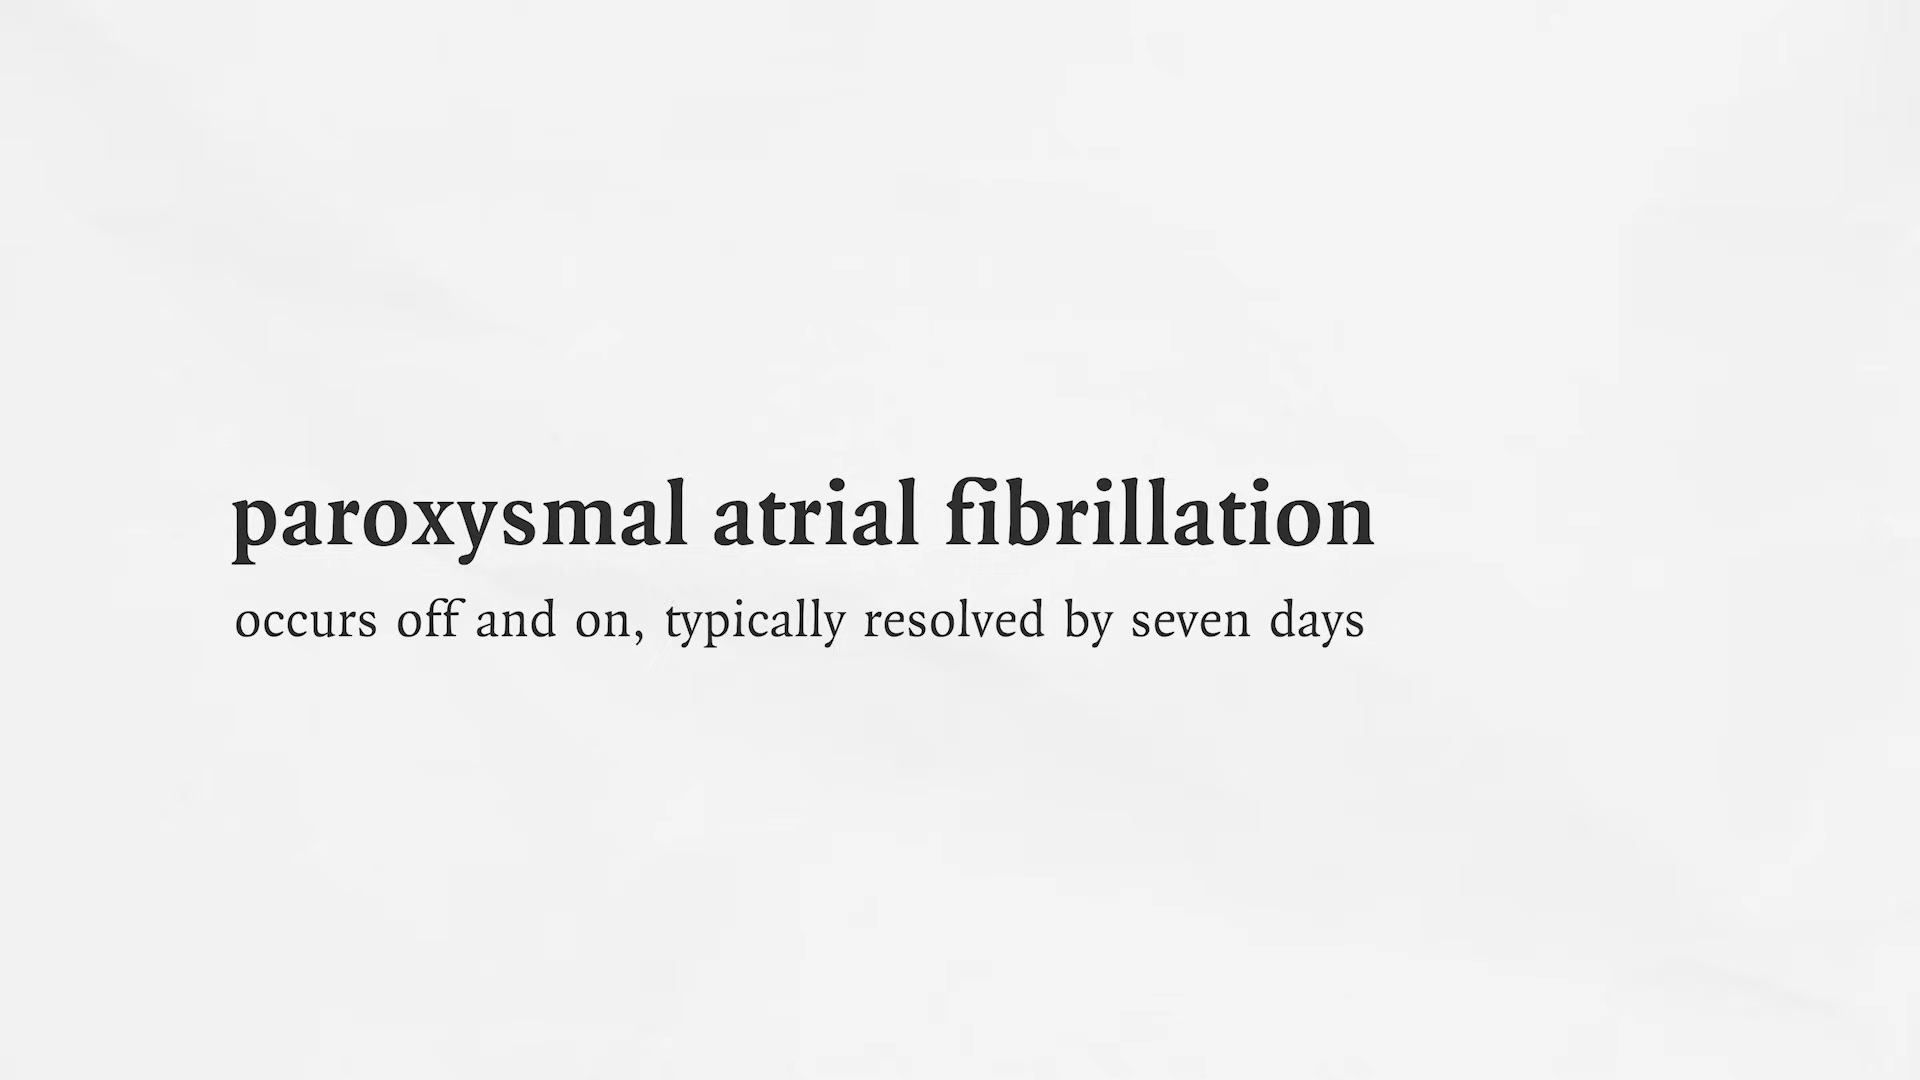 paroxysmal atrial fibrillation
occurs off and on, typically resolved by seven days